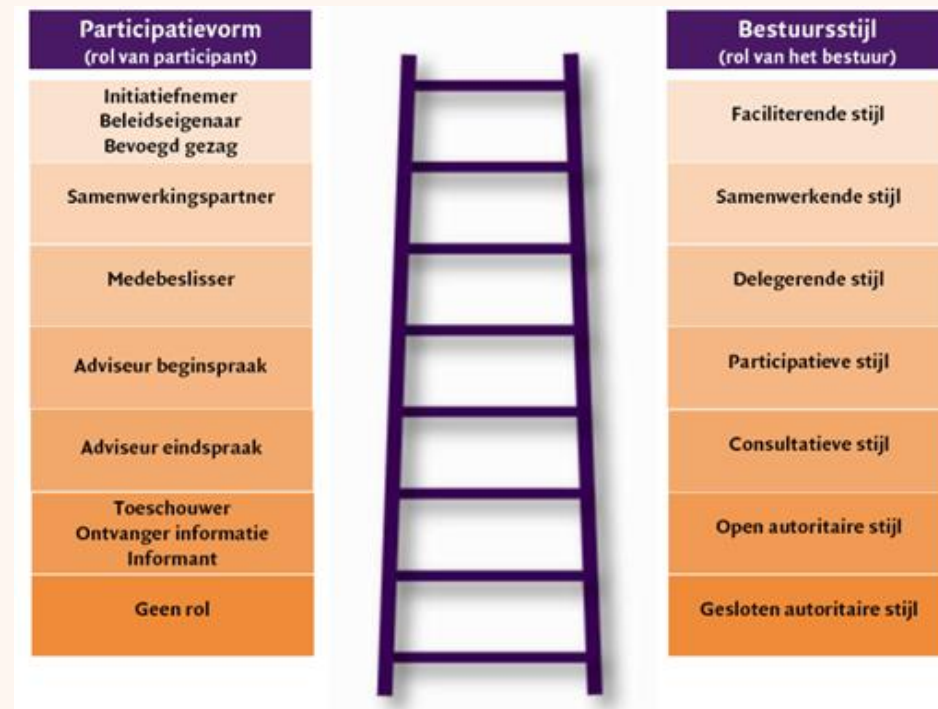 Participatievorm
(rol van participant)
Initiatiefnemer
Beleidseigenaar
Bevoegd gezag
Samenwerkingspartner
Medebeslisser
Adviseur beginspraak
Adviseur eindspraak
Toeschouwer
Ontvanger informatie
Informant
Geen rol
Bestuursstijl
(rol van het bestuur)
Faciliterende stijl
Samenwerkende stijl
Delegerende stijl
Participatieve stijl
Consultatieve stijl
Open autoritaire stijl
Gesloten autoritaire stijl